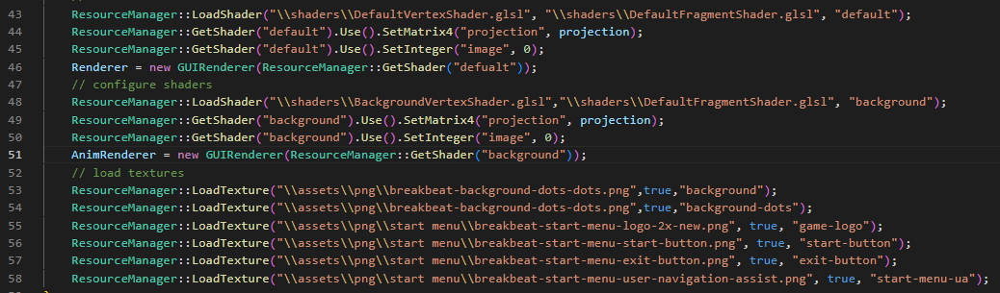 43 ResourceManager::LoadShader("\\shaders\\DefaultVertexShader.glsl", "\\shaders\\DefaultFragmentShader.glsl", "default");
44 ResourceManager::GetShader("default").Use().SetMatrix4("projection", projection);
45 ResourceManager::GetShader("default").Use().SetInteger("image", 0);
46 Renderer = new GUIRenderer(ResourceManager::GetShader("defualt"));
47 // configure shaders
48 ResourceManager::LoadShader("\\shaders\\BackgroundVertexShader.glsl","\\shaders\\DefaultFragmentShader.glsl", "background");
49 ResourceManager::GetShader("background").Use().SetMatrix4("projection", projection);
50 ResourceManager::GetShader("background").Use().SetInteger("image", 0);
51 AnimRenderer = new GUIRenderer(ResourceManager::GetShader("background"));
52 // load textures
53 ResourceManager::LoadTexture("\\assets\\png\\breakbeat-background-dots-dots.png",true,"background");
54 ResourceManager::LoadTexture("\\assets\\png\\breakbeat-background-dots-dots.png",true,"background-dots");
55 ResourceManager::LoadTexture("\\assets\\png\\start menu\\breakbeat-start-menu-logo-2x-new.png", true, "game-logo");
56 ResourceManager::LoadTexture("\\assets\\png\\start menu\\breakbeat-start-menu-start-button.png", true, "start-button");
57 ResourceManager::LoadTexture("\\assets\\png\\start menu\\breakbeat-start-menu-exit-button.png", true, "exit-button");
58 ResourceManager::LoadTexture("\\assets\\png\\start menu\\breakbeat-start-menu-user-navigation-assist.png", true, "start-menu-ua");